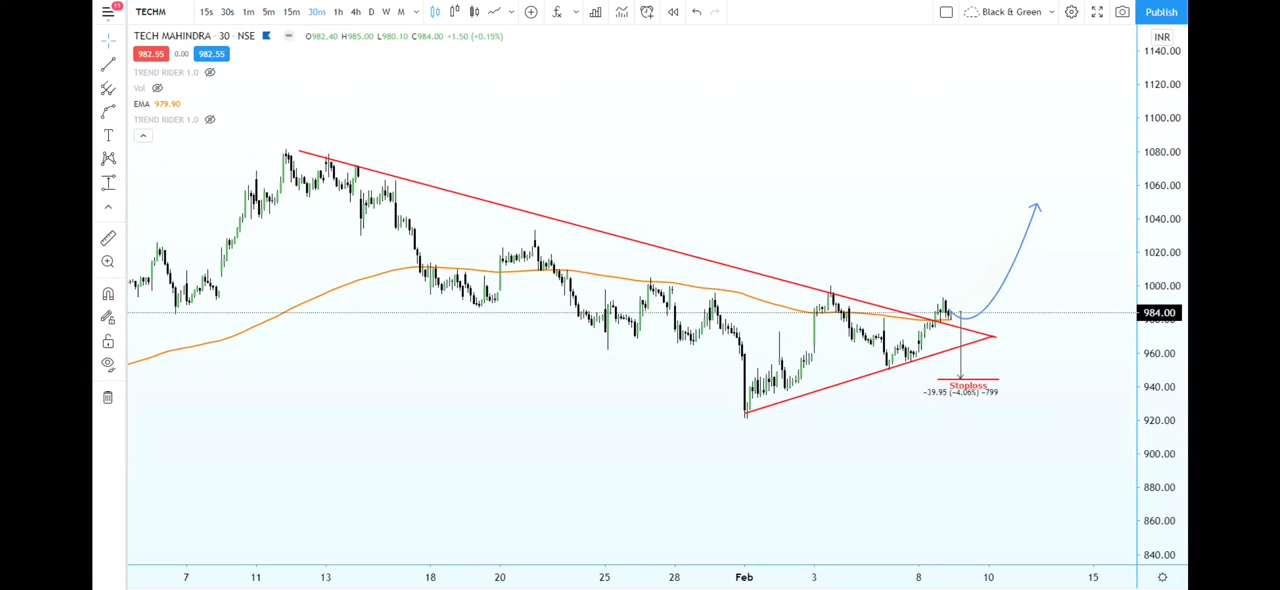 11
TECHM 15s 30s 1m 5m 15m 30m 1h 4h D W M Black & Green Publish
TECH MAHINDRA · 30 · NSE O982.40 H985.00 L980.10 C984.00 +1.50 (+0.15%) INR
982.55 0.00 982.55
TREND RIDER 1.0
Vol
EMA 979.90
TREND RIDER 1.0
1140.00
1120.00
1100.00
1080.00
1060.00
1040.00
1020.00
1000.00
984.00
960.00
940.00
920.00
900.00
880.00
860.00
840.00
Stoploss
−39.95 (−4.06%) −799
7 11 13 18 20 25 28 Feb 3 8 10 15